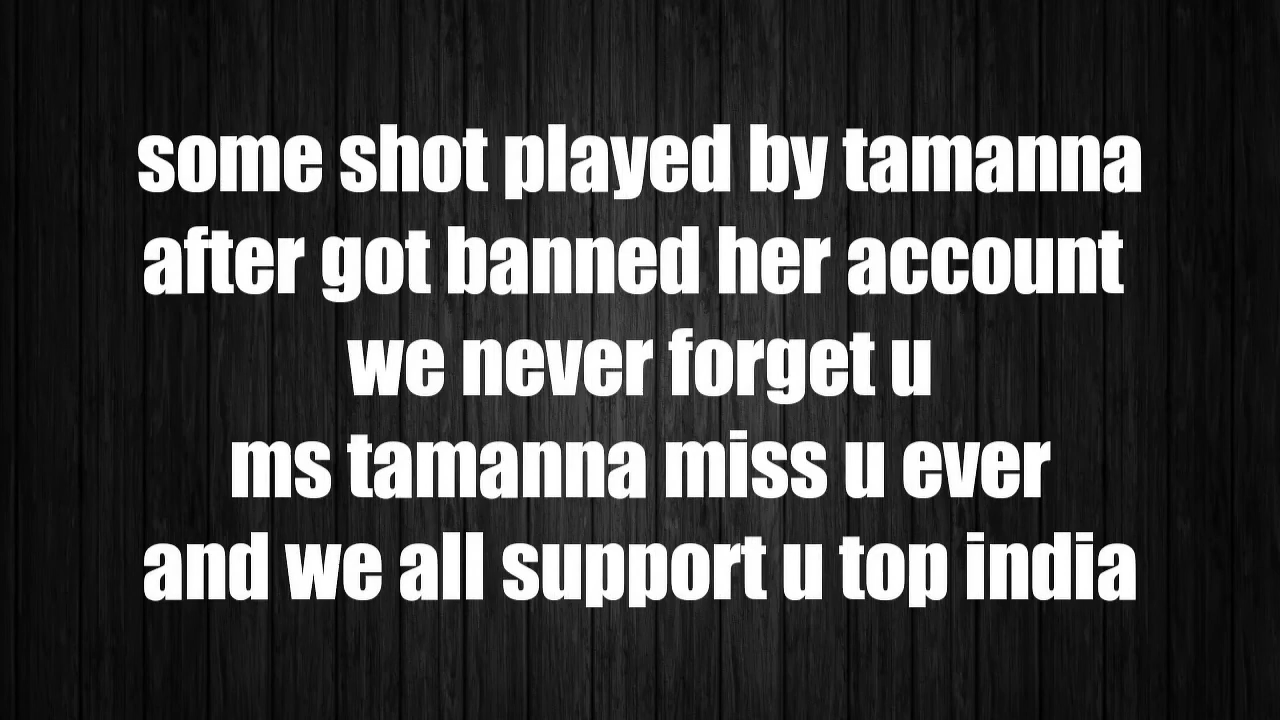 some shot played by tamanna
after got banned her account
we never forget u
ms tamanna miss u ever
and we all support u top india